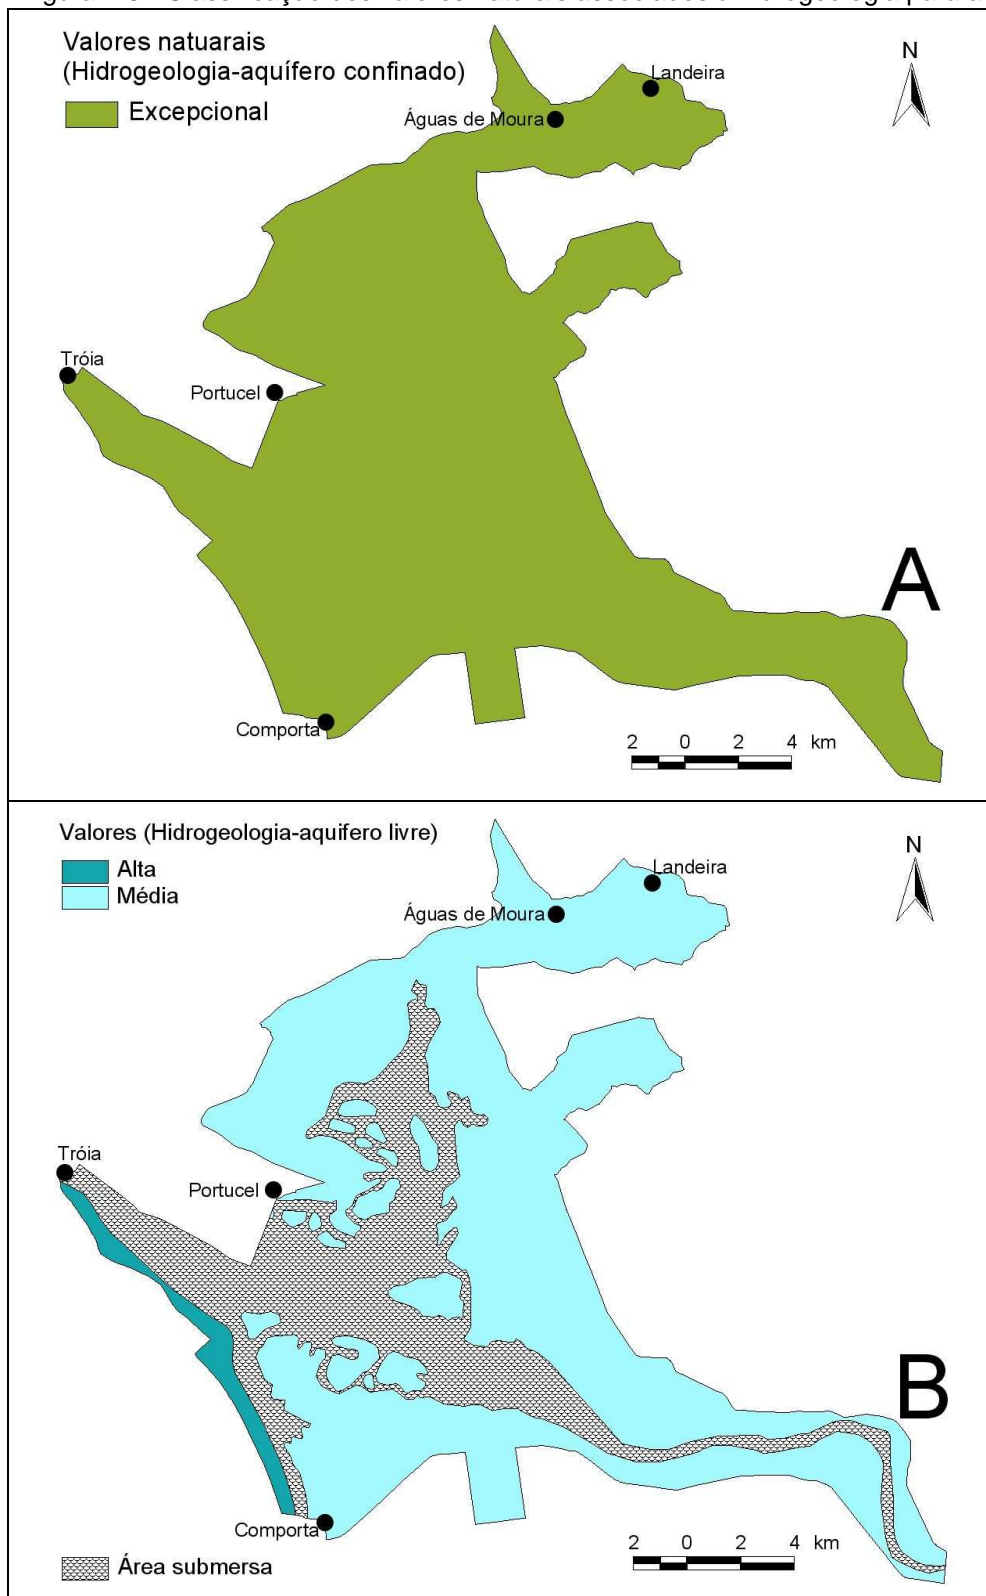 Valores natuarais
(Hidrogeologia-aquífero confinado)
Excepcional
N
Landeira
Águas de Moura
Tróia
Portucel
A
Comporta
2 0 2 4 km
Valores (Hidrogeologia-aquifero livre)
Alta
Média
N
Landeira
Águas de Moura
Tróia
Portucel
B
Comporta
2 0 2 4 km
Área submersa